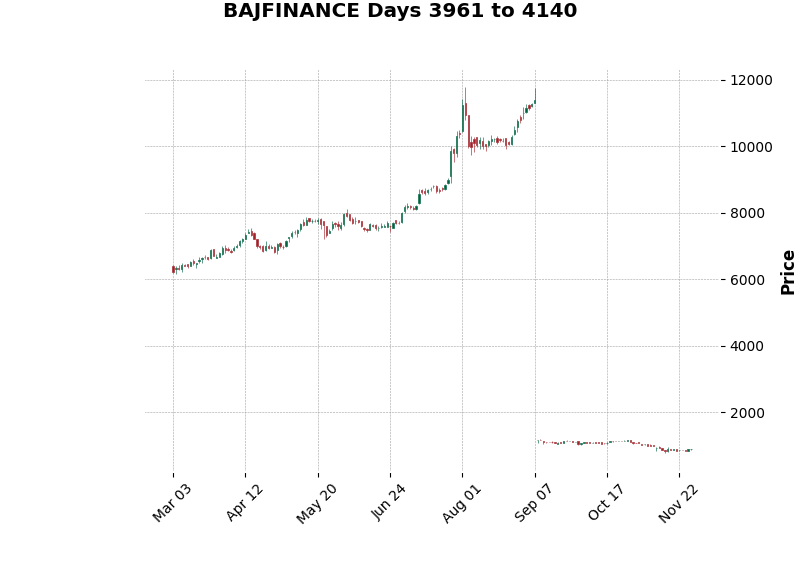 BAJFINANCE Days 3961 to 4140
12000
10000
8000
6000
4000
2000
Price
Mar 03
Apr 12
May 20
Jun 24
Aug 01
Sep 07
Oct 17
Nov 22